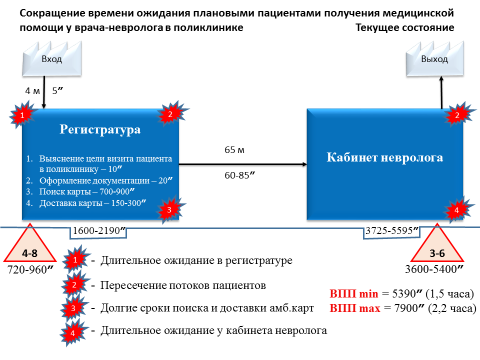 Сокращение времени ожидания плановыми пациентами получения медицинской
помощи у врача-невролога в поликлинике Текущее состояние
Вход
Выход
4 м 5″
1
2
Регистратура
1. Выяснение цели визита пациента
в поликлинику – 10″
2. Оформление документации – 20″
3. Поиск карты – 700-900″
4. Доставка карты – 150-300″
3
65 м
60-85″
2
Кабинет невролога
4
1600-2190″
3725-5595″
4-8
720-960″
3-6
3600-5400″
1 - Длительное ожидание в регистратуре
2 - Пересечение потоков пациентов
3 - Долгие сроки поиска и доставки амб.карт
4 - Длительное ожидание у кабинета невролога
ВПП min = 5390″ (1,5 часа)
ВПП max = 7900″ (2,2 часа)